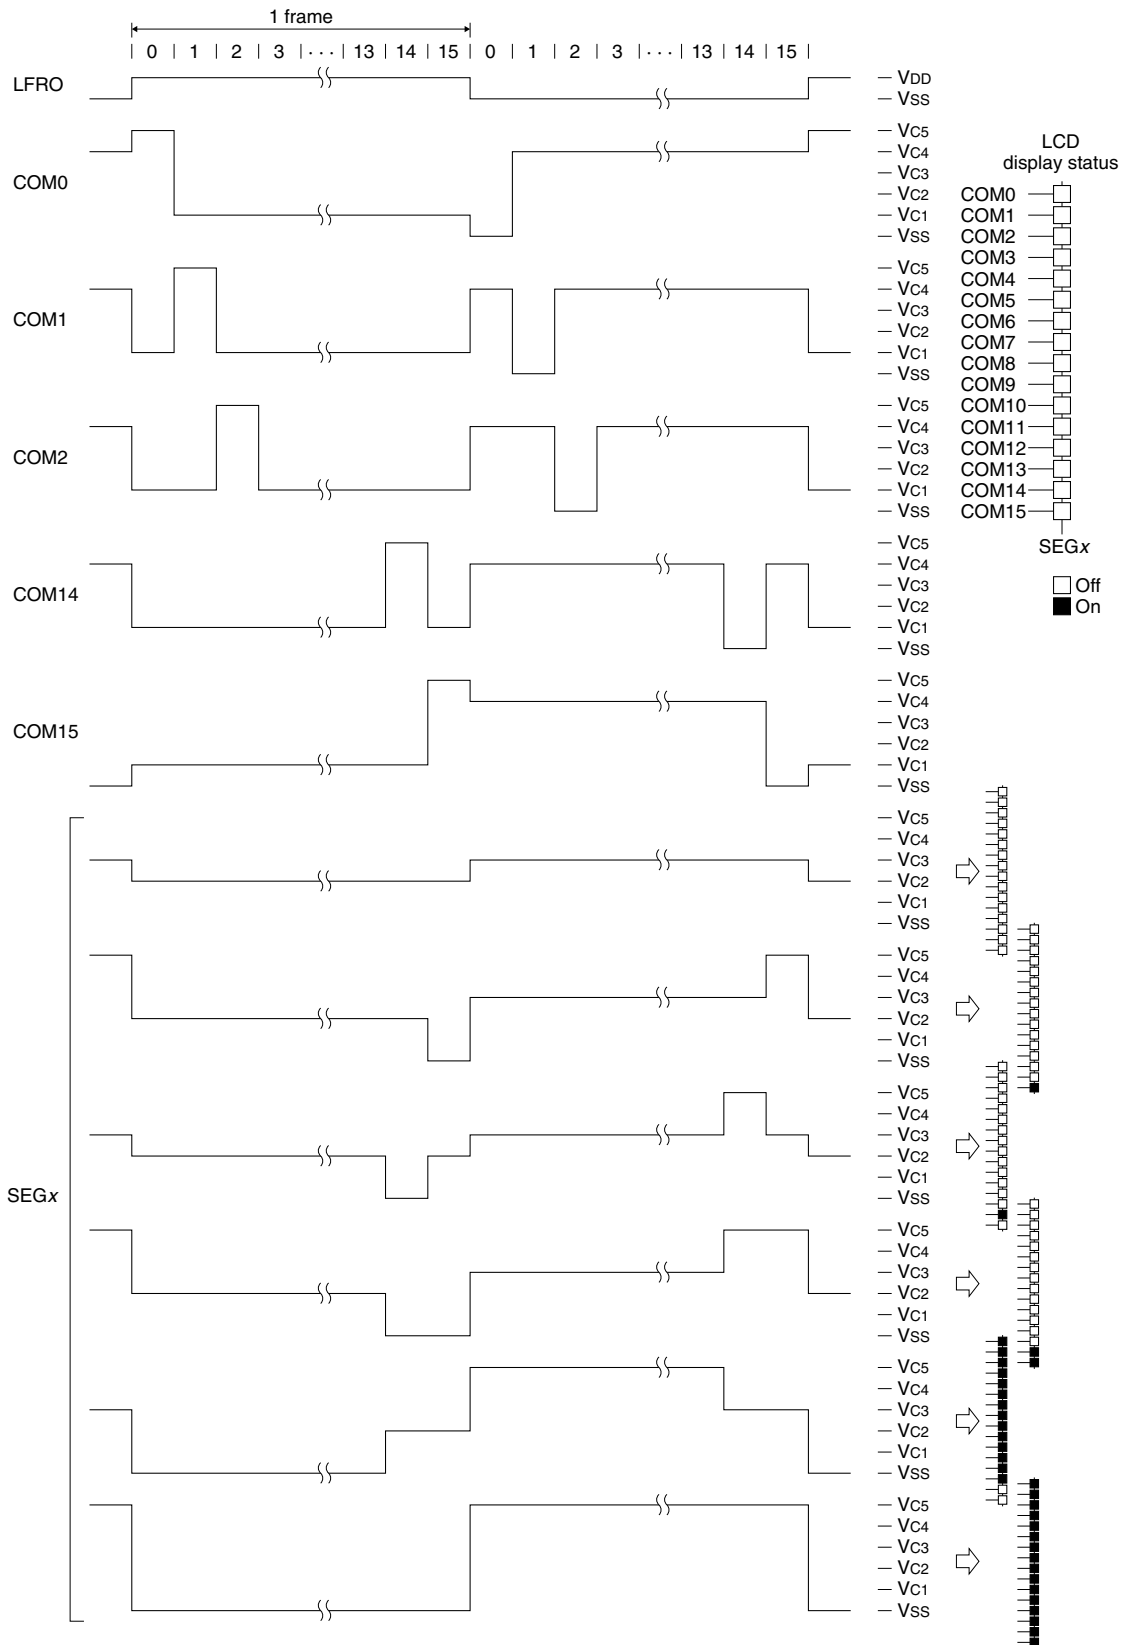 1 frame
0 1 2 3 ··· 13 14 15 0 1 2 3 ··· 13 14 15
LFRO
VDD
VSS
COM0
VC5
VC4
VC3
VC2
VC1
VSS
COM1
VC5
VC4
VC3
VC2
VC1
VSS
COM2
VC5
VC4
VC3
VC2
VC1
VSS
COM14
VC5
VC4
VC3
VC2
VC1
VSS
COM15
VC5
VC4
VC3
VC2
VC1
VSS
LCD
display status
COM0
COM1
COM2
COM3
COM4
COM5
COM6
COM7
COM8
COM9
COM10
COM11
COM12
COM13
COM14
COM15
SEGx
Off
On
SEGx
VC5
VC4
VC3
VC2
VC1
VSS
VC5
VC4
VC3
VC2
VC1
VSS
VC5
VC4
VC3
VC2
VC1
VSS
VC5
VC4
VC3
VC2
VC1
VSS
VC5
VC4
VC3
VC2
VC1
VSS
VC5
VC4
VC3
VC2
VC1
VSS